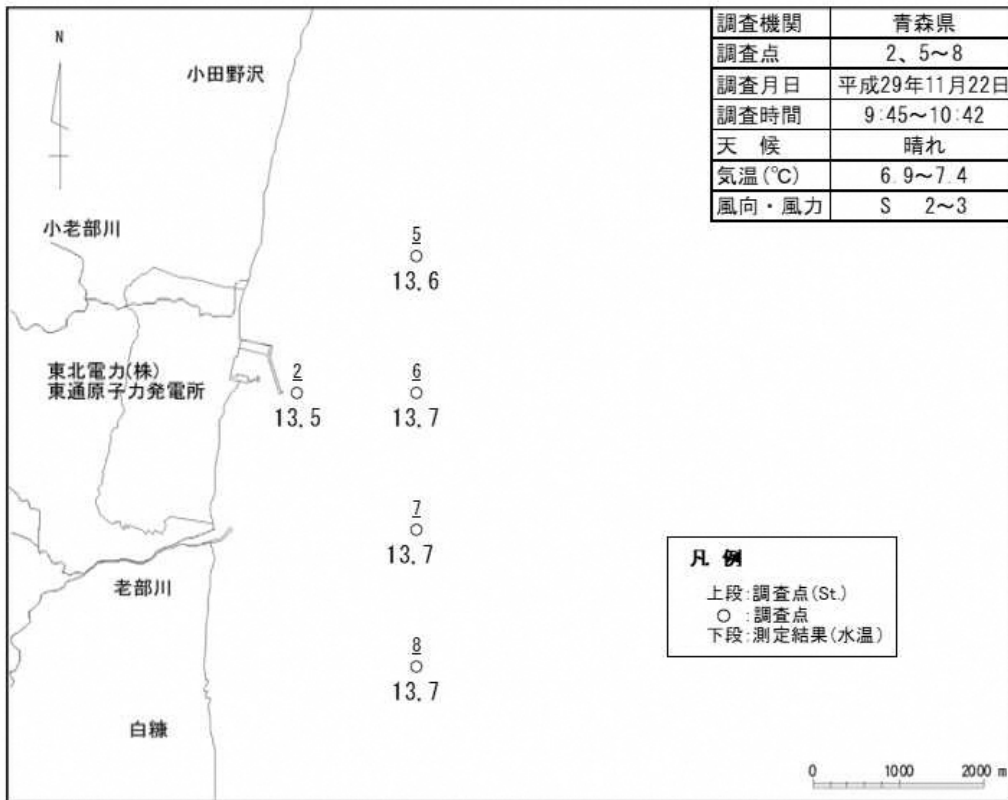 調査機関 青森県
調査点 2、5～8
調査月日 平成29年11月22日
調査時間 9:45～10:42
天 候 晴れ
気温(℃) 6.9～7.4
風向・風力 S 2～3
N
小田野沢
小老部川
5
13.6
東北電力(株)
東通原子力発電所
2
13.5
6
13.7
7
13.7
老部川
8
13.7
白糠
凡 例
上段:調査点(St.)
○ :調査点
下段:測定結果(水温)
0 1000 2000 m